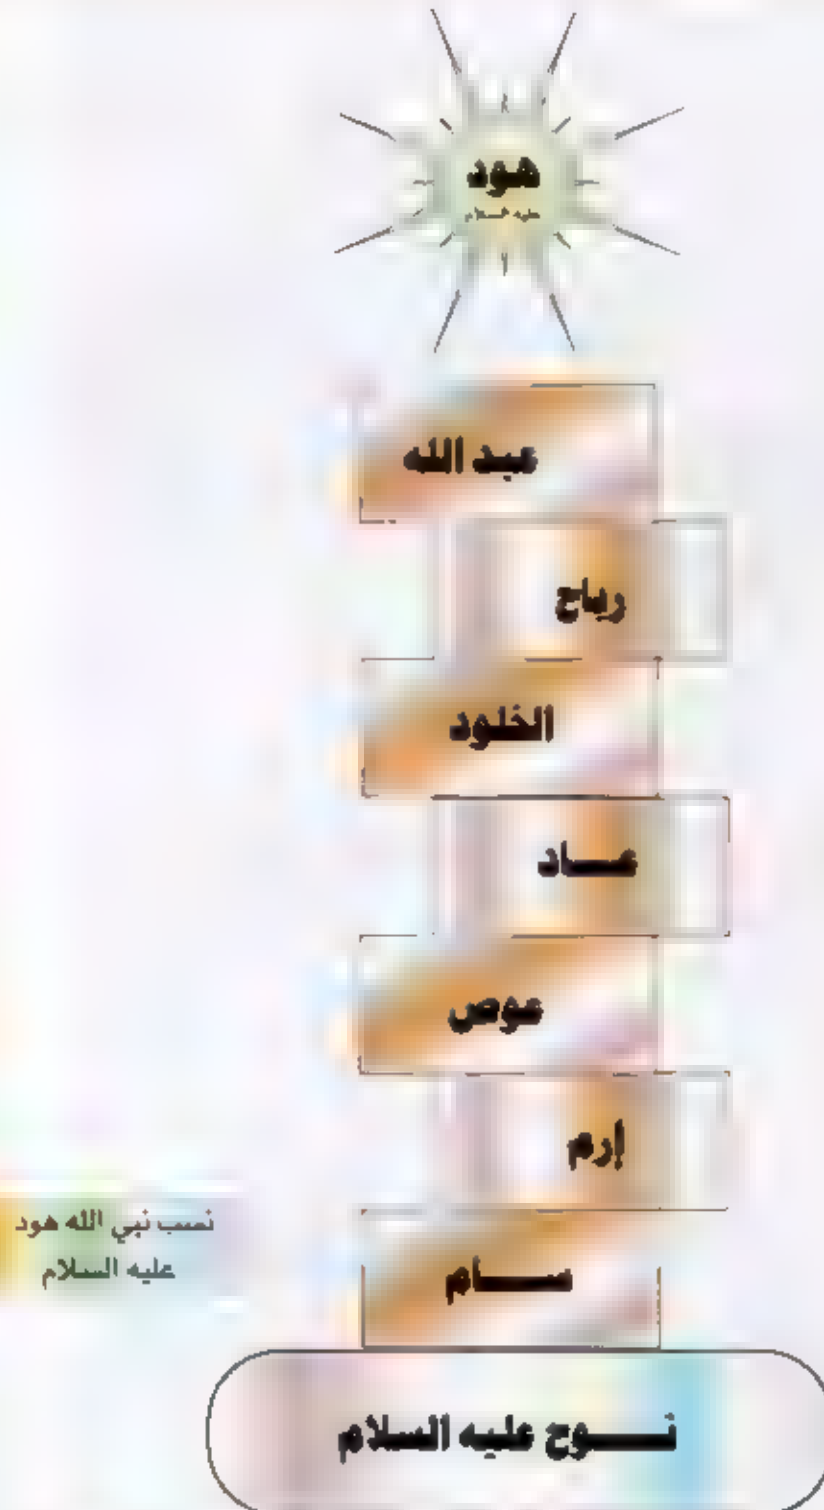 هود
عليه السلام
عبد الله
رباح
الخلود
عـــاد
عوص
إرم
ســـام
نسب نبي الله هود
عليه السلام
نـــوح عليه السلام